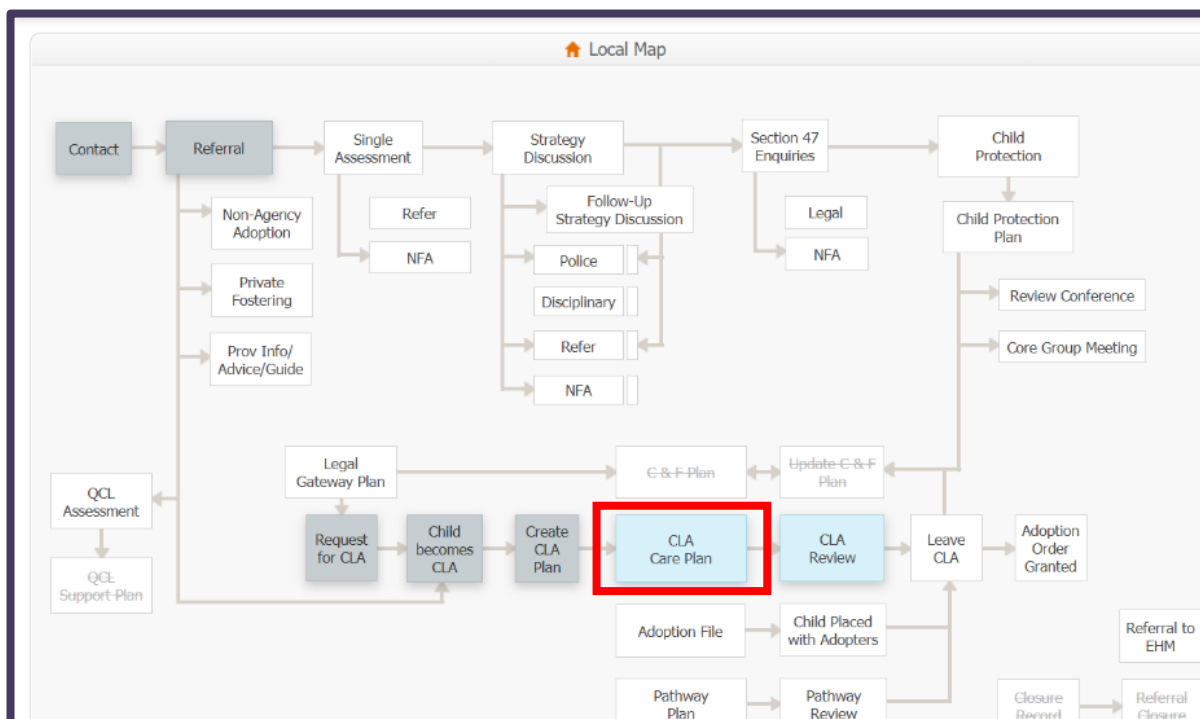 Local Map
Contact
Referral
Single
Assessment
Strategy
Discussion
Section 47
Enquiries
Child
Protection
Non-Agency
Adoption
Refer
Follow-Up
Strategy Discussion
Legal
Child Protection
Plan
NFA
Police
NFA
Private
Fostering
Disciplinary
Review Conference
Prov Info/
Advice/Guide
Refer
Core Group Meeting
NFA
Legal
Gateway Plan
C & F Plan
Update C & F
Plan
QCL
Assessment
Request
for CLA
Child
becomes
CLA
Create
CLA
Plan
CLA
Care Plan
CLA
Review
Leave
CLA
Adoption
Order
Granted
QCL
Support Plan
Adoption File
Child Placed
with Adopters
Referral to
EHM
Pathway
Plan
Pathway
Review
Closure
Record
Referral
Closure